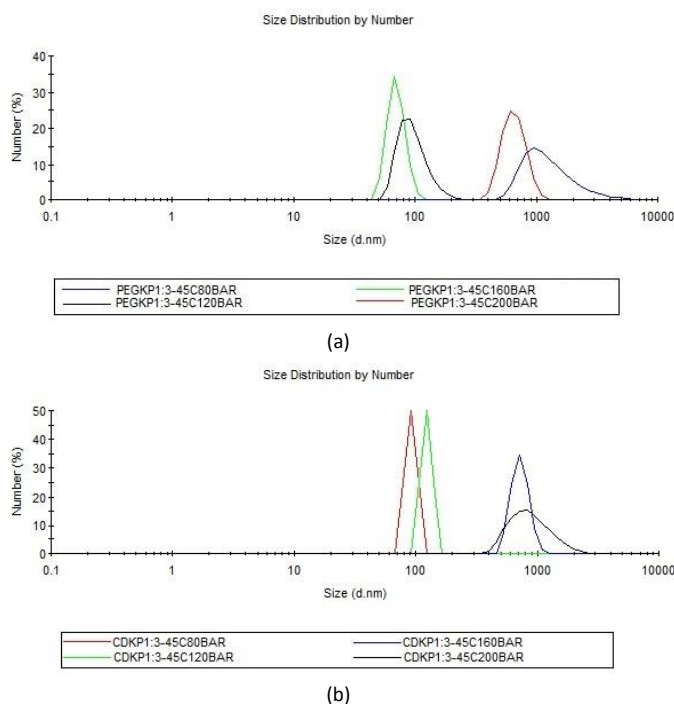 Size Distribution by Number
40
30
20
10
0
Number (%)
0.1 1 10 100 1000 10000
Size (d.nm)
PEGKP1:3-45C80BAR PEGKP1:3-45C160BAR
PEGKP1:3-45C120BAR PEGKP1:3-45C200BAR
(a)
Size Distribution by Number
50
40
30
20
10
0
Number (%)
0.1 1 10 100 1000 10000
Size (d.nm)
CDKP1:3-45C80BAR CDKP1:3-45C160BAR
CDKP1:3-45C120BAR CDKP1:3-45C200BAR
(b)